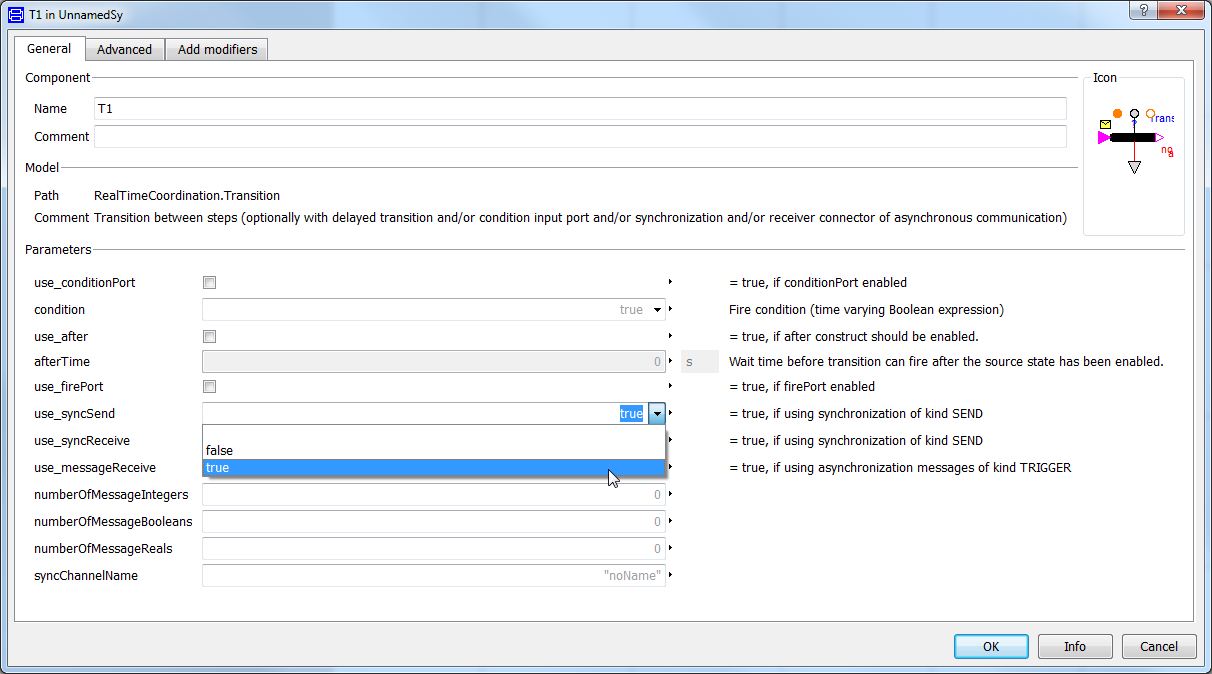 T1 in UnnamedSy
?
General Advanced Add modifiers
Component
Icon
Name T1
Comment
Trans
?
no
a
Model
Path RealTimeCoordination.Transition
Comment Transition between steps (optionally with delayed transition and/or condition input port and/or synchronization and/or receiver connector of asynchronous communication)
Parameters
use_conditionPort = true, if conditionPort enabled
condition true Fire condition (time varying Boolean expression)
use_after = true, if after construct should be enabled.
afterTime 0 s Wait time before transition can fire after the source state has been enabled.
use_firePort = true, if firePort enabled
use_syncSend true = true, if using synchronization of kind SEND
use_syncReceive = true, if using synchronization of kind SEND
false
use_messageReceive true = true, if using asynchronization messages of kind TRIGGER
numberOfMessageIntegers 0
numberOfMessageBooleans 0
numberOfMessageReals 0
syncChannelName "noName"
OK Info Cancel